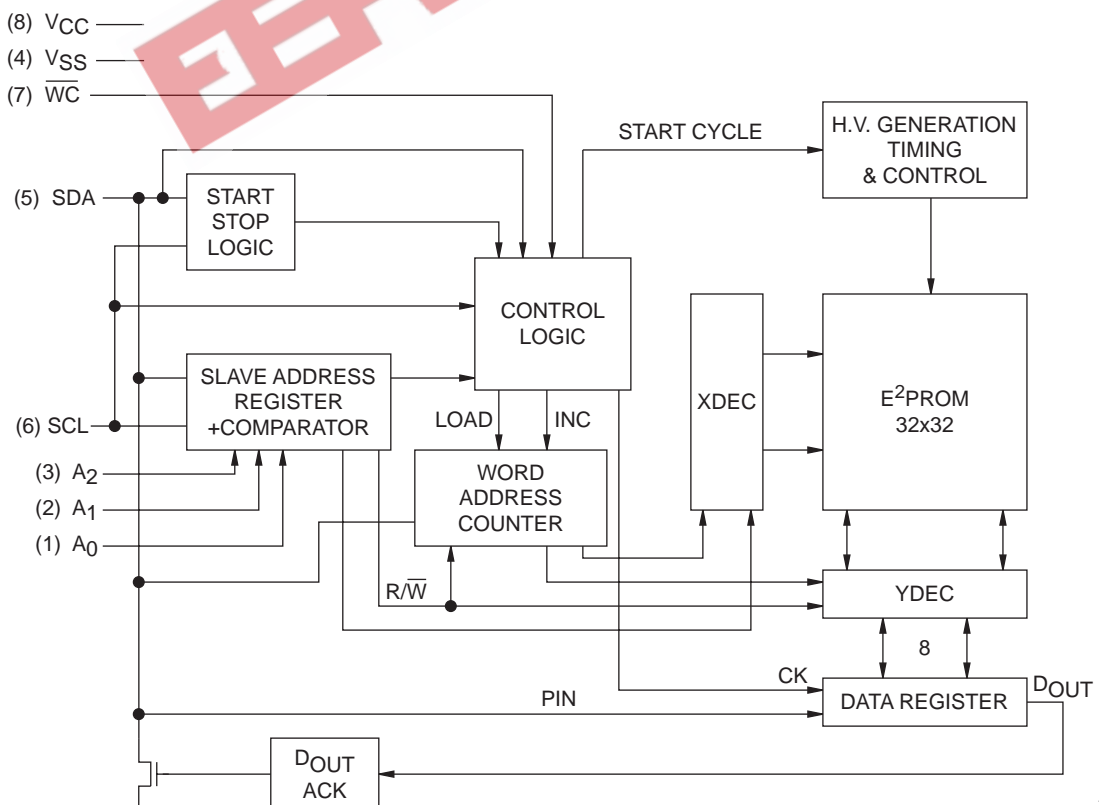 (8) VCC
(4) VSS
(7) W̅C̅
(5) SDA
START
STOP
LOGIC
START CYCLE
H.V. GENERATION
TIMING
& CONTROL
CONTROL
LOGIC
SLAVE ADDRESS
REGISTER
+COMPARATOR
(6) SCL
(3) A2
(2) A1
(1) A0
LOAD
INC
WORD
ADDRESS
COUNTER
XDEC
E2PROM
32x32
R/W̅
YDEC
8
CK
PIN
DATA REGISTER
DOUT
DOUT
ACK